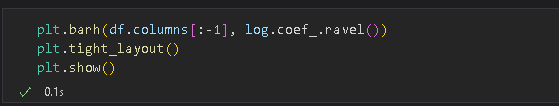 plt.barh(df.columns[:-1], log.coef_.ravel())
plt.tight_layout()
plt.show()
✓ 0.1s